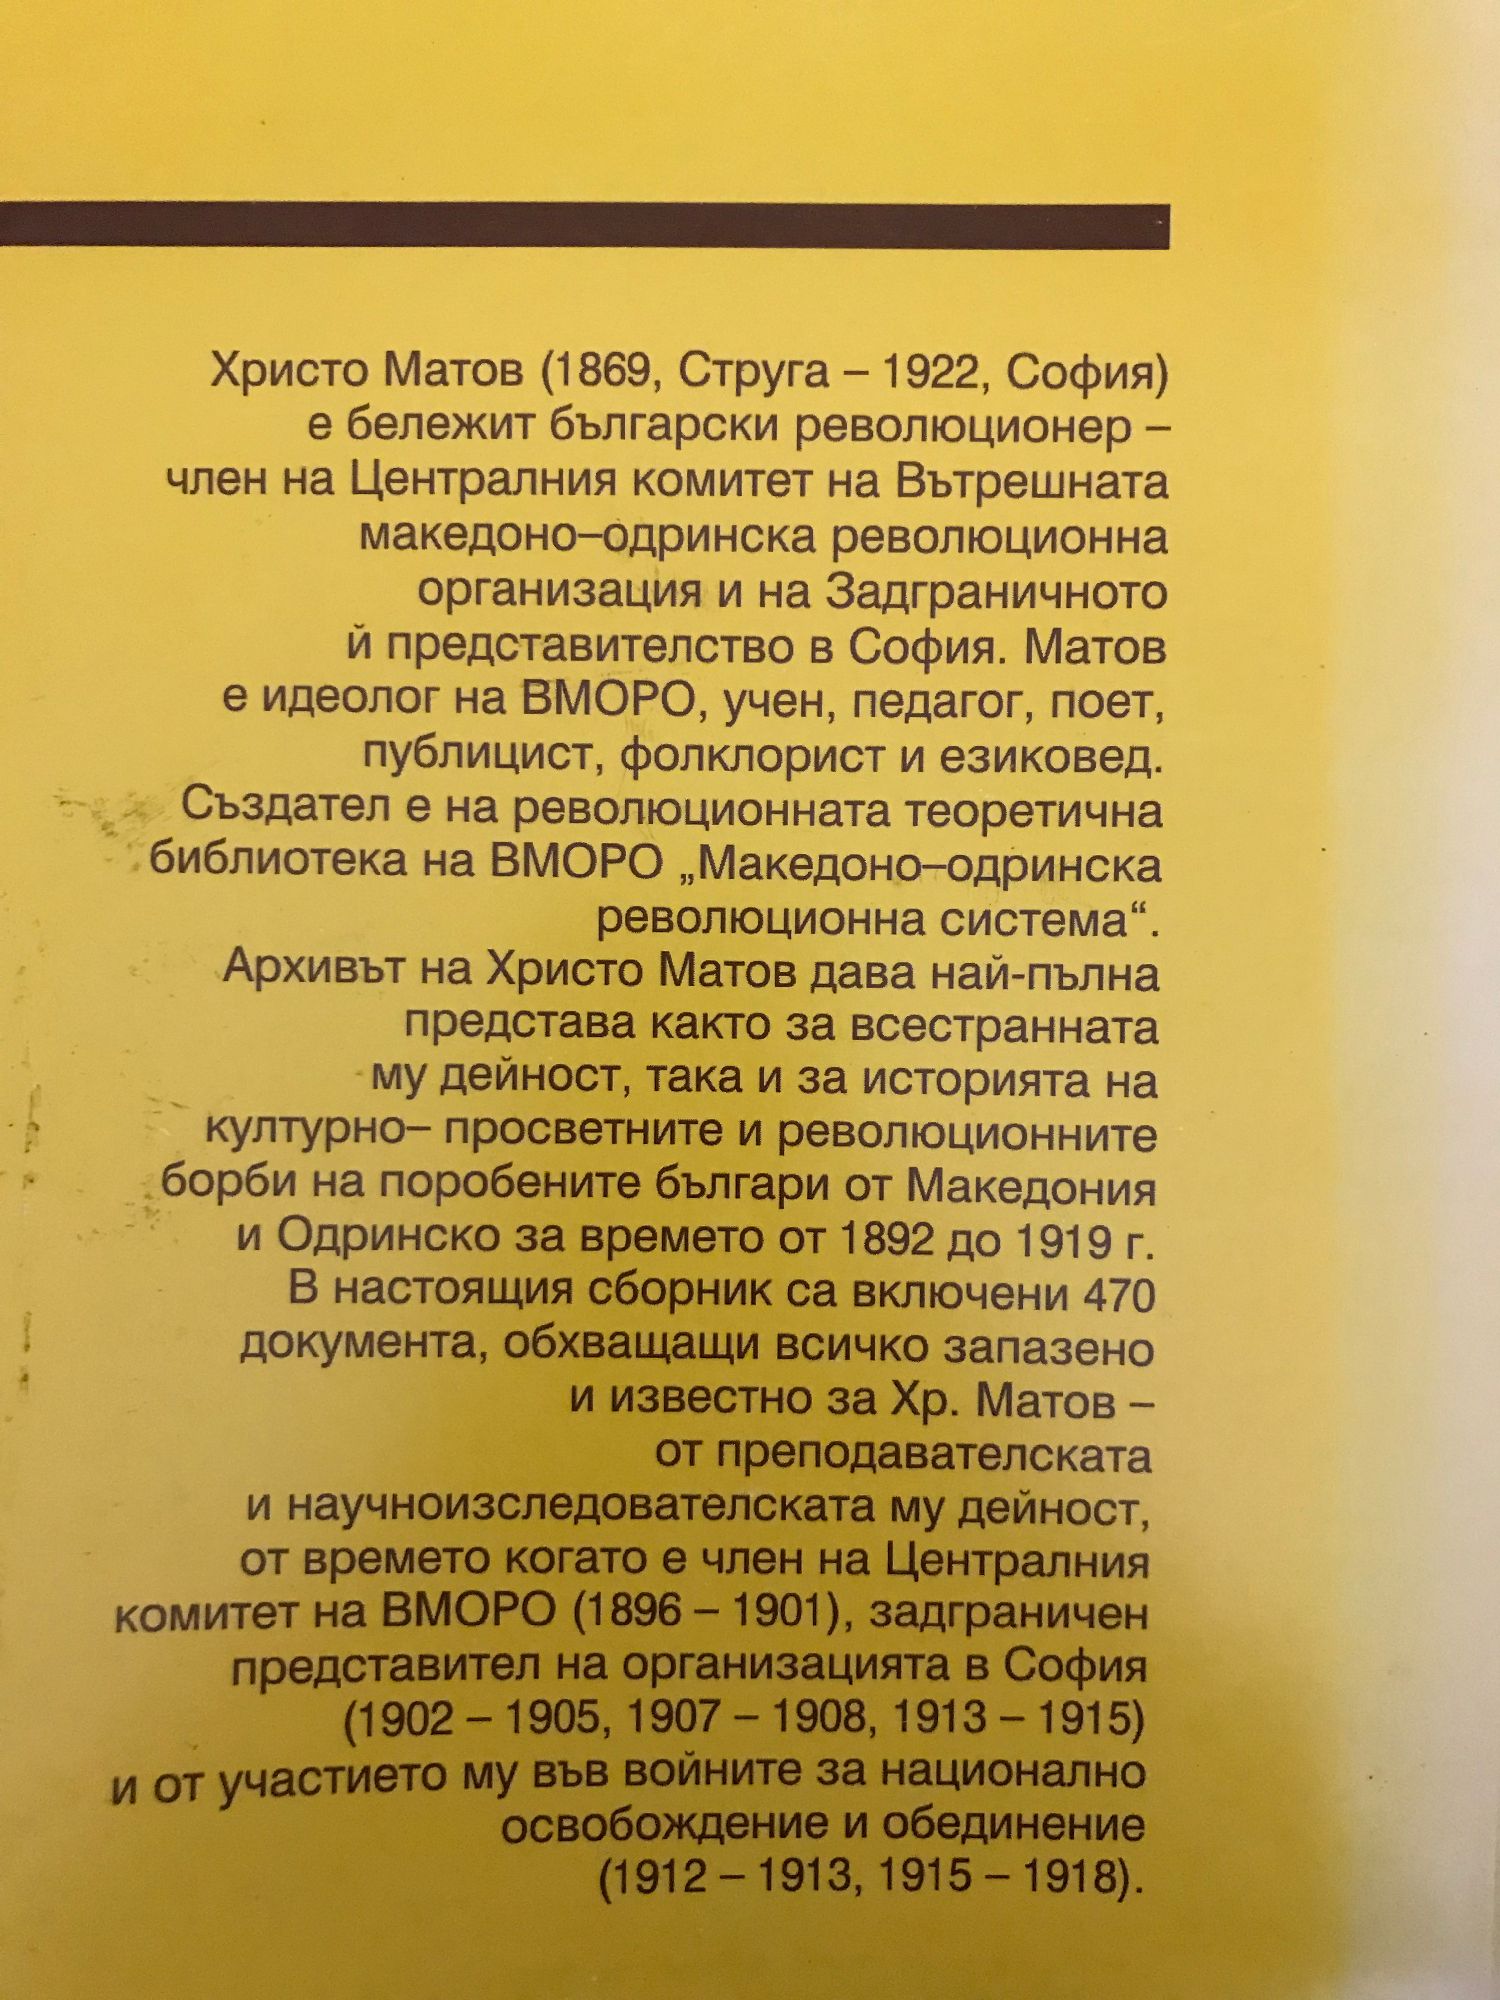 Христо Матов (1869, Струга – 1922, София)
е бележит български революционер –
член на Централния комитет на Вътрешната
македоно–одринска революционна
организация и на Задграничното
й представителство в София. Матов
е идеолог на ВМОРО, учен, педагог, поет,
публицист, фолклорист и езиковед.
Създател е на революционната теоретична
библиотека на ВМОРО „Македоно–одринска
революционна система“.
Архивът на Христо Матов дава най-пълна
представа както за всестранната
му дейност, така и за историята на
културно– просветните и революционните
борби на поробените българи от Македония
и Одринско за времето от 1892 до 1919 г.
В настоящия сборник са включени 470
документа, обхващащи всичко запазено
и известно за Хр. Матов –
от преподавателската
и научноизследователската му дейност,
от времето когато е член на Централния
комитет на ВМОРО (1896 – 1901), задграничен
представител на организацията в София
(1902 – 1905, 1907 – 1908, 1913 – 1915)
и от участието му във войните за национално
освобождение и обединение
(1912 – 1913, 1915 – 1918).